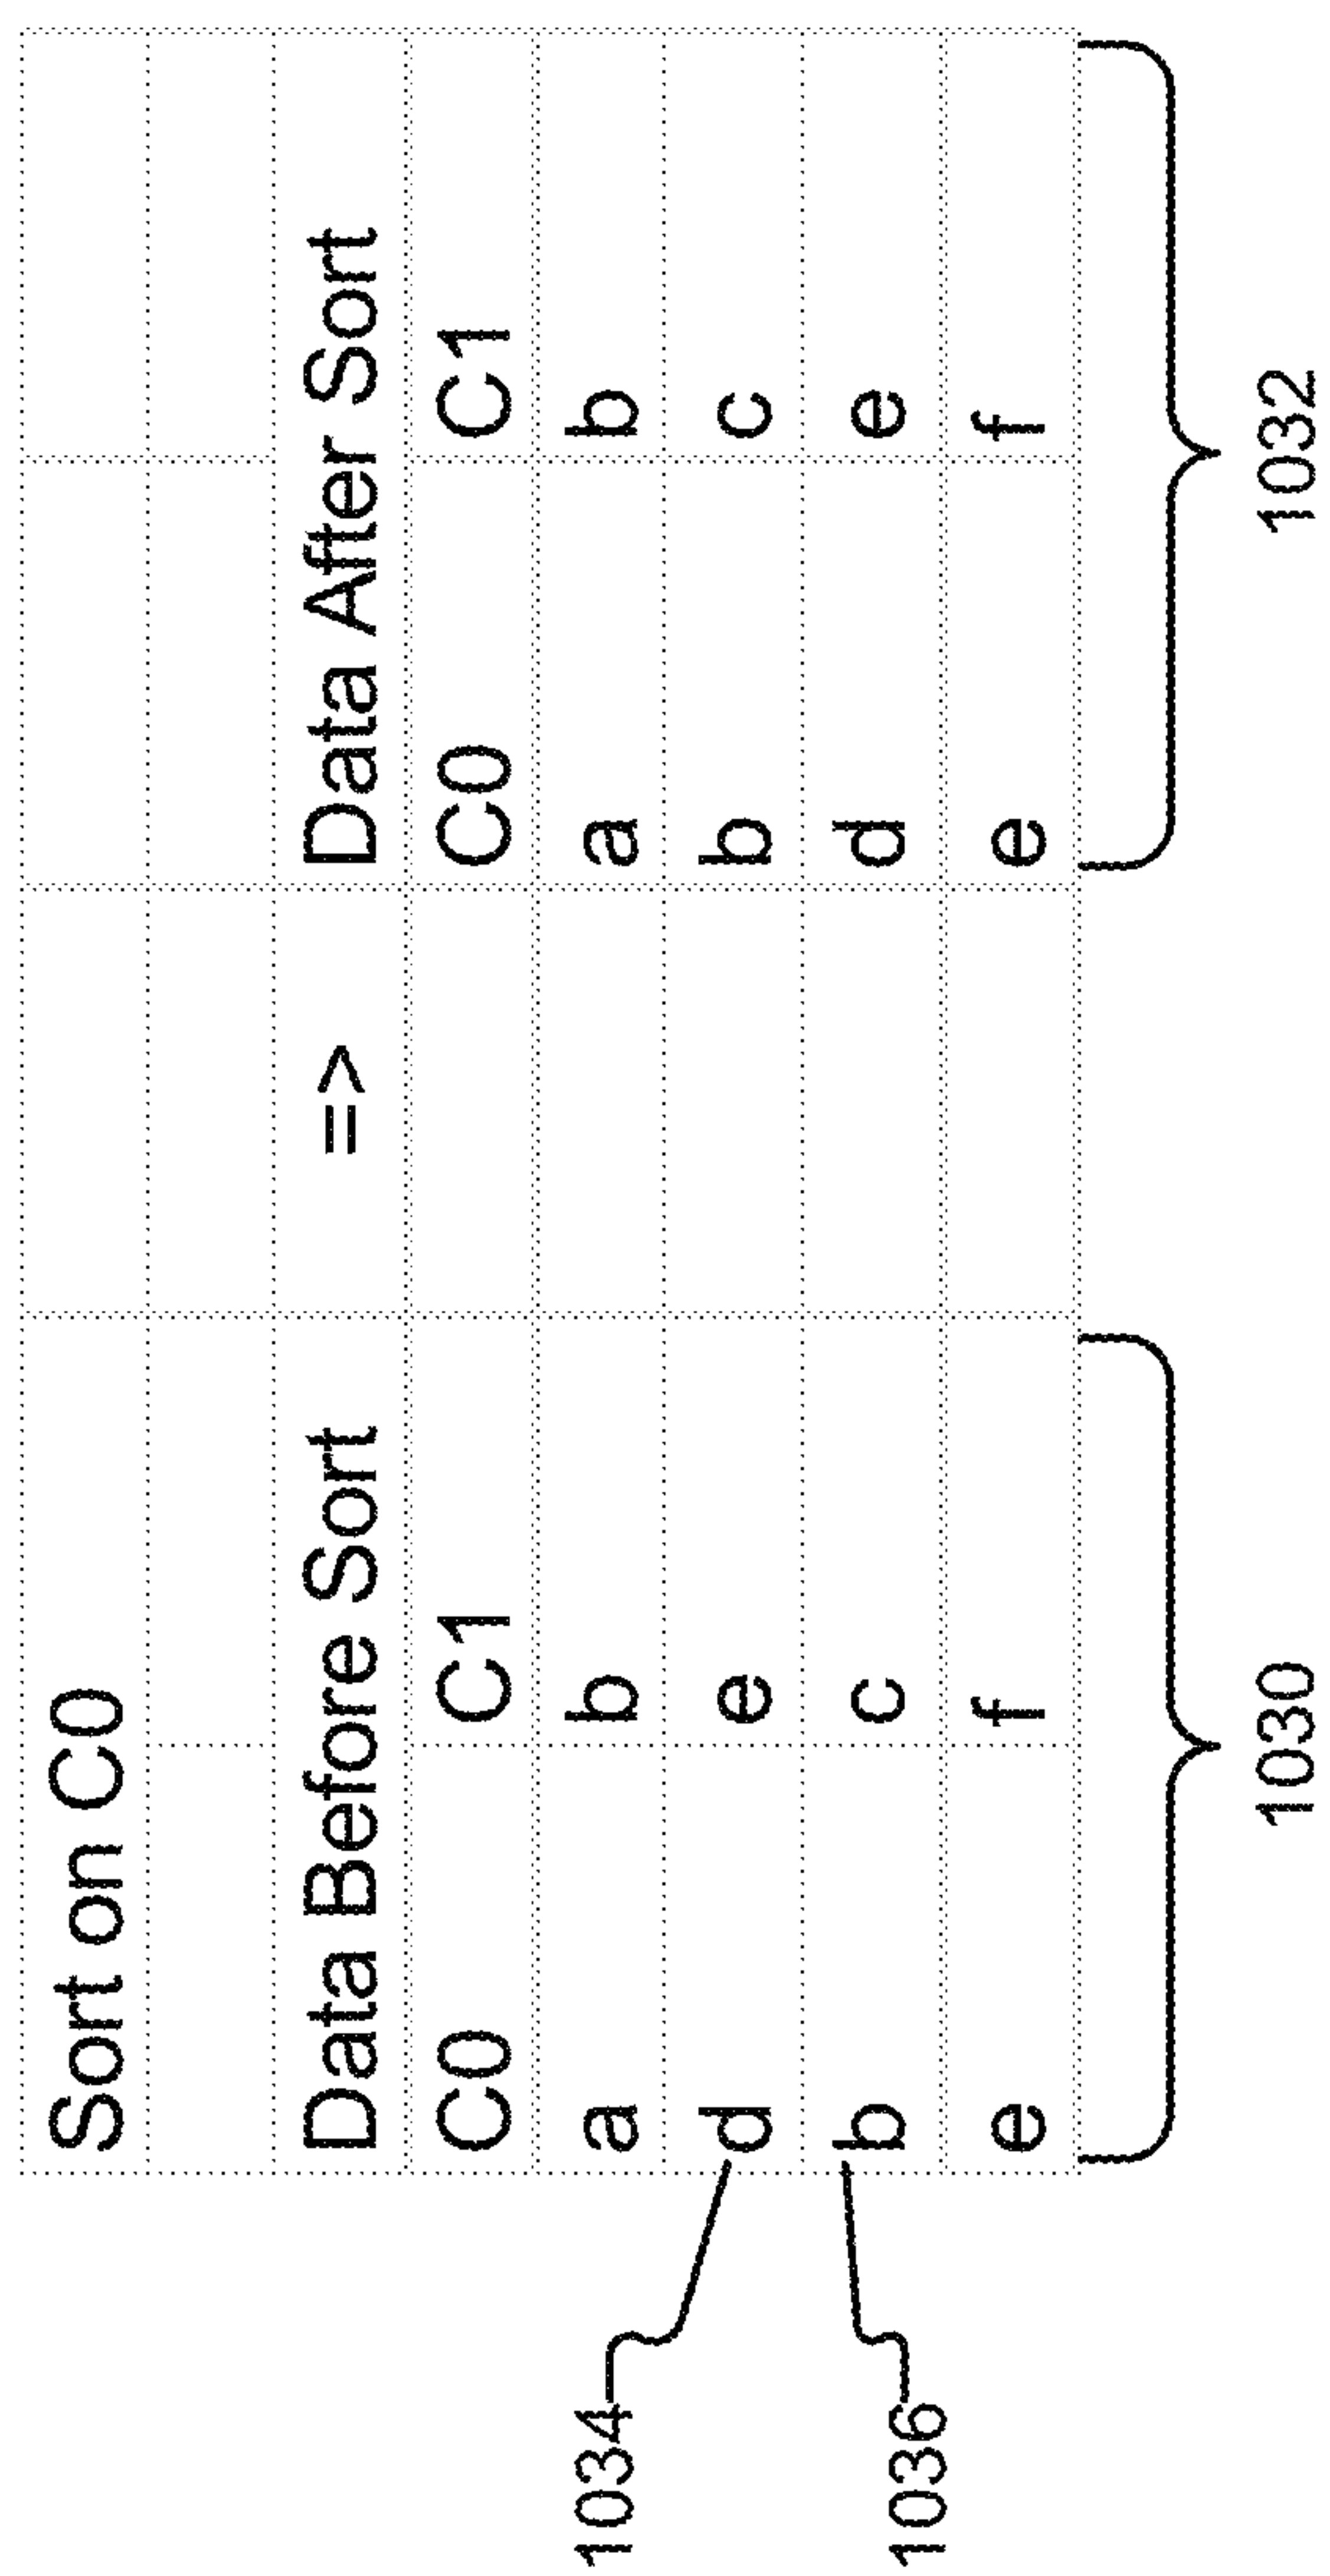 Sort on C0
Data Before Sort => Data After Sort
C0 C1 C0 C1
a b a b
1034 d e b c
1036 b c d e
e f e f
1030 1032